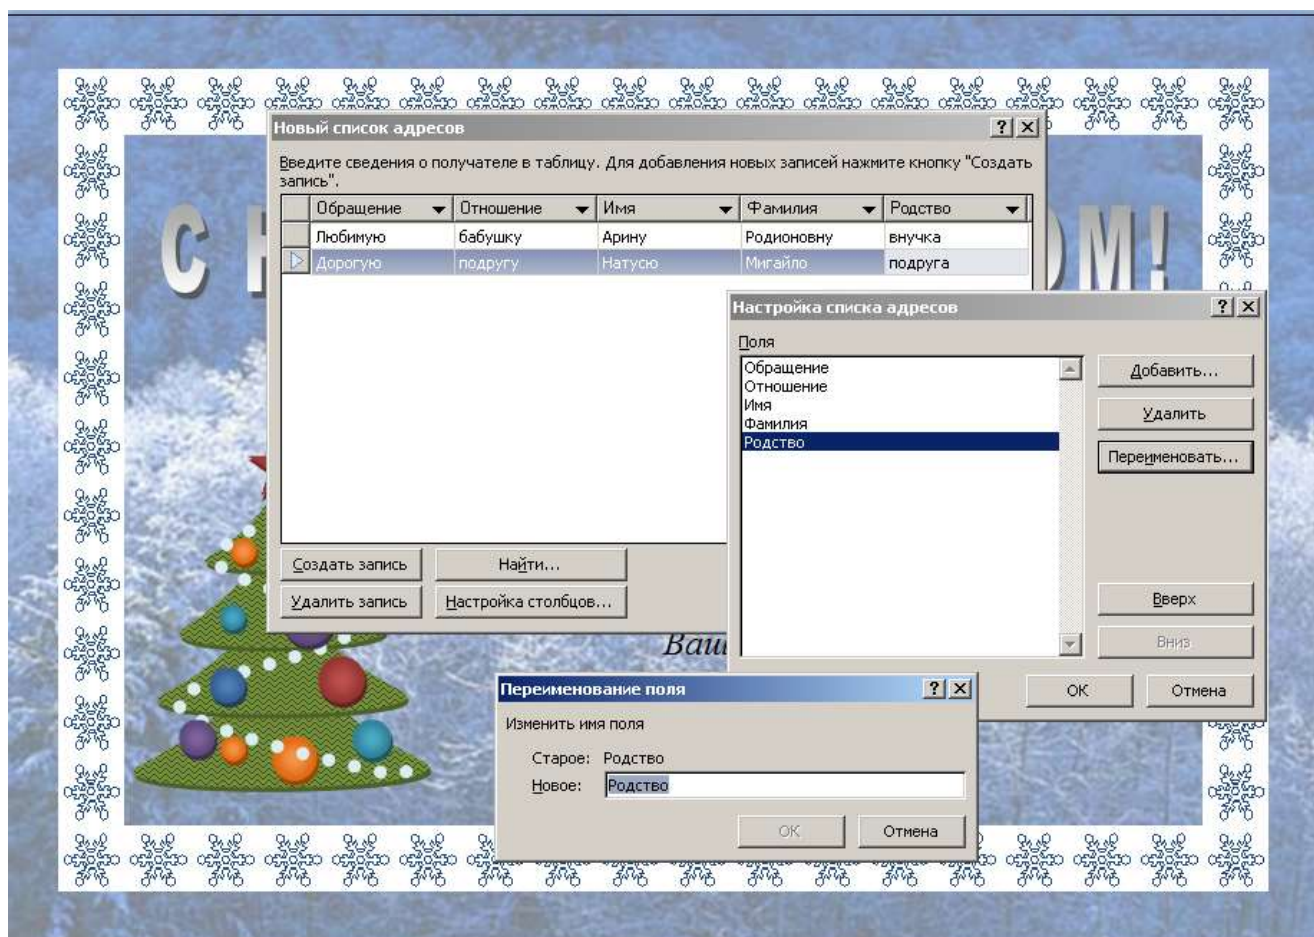 С Н
ОМ!
Новый список адресов
Введите сведения о получателе в таблицу. Для добавления новых записей нажмите кнопку "Создать
запись".
Обращение Отношение Имя Фамилия Родство
Любимую бабушку Арину Родионовну внучка
Дорогую подругу Натусю Мигайло подруга
Создать запись Найти...
Удалить запись Настройка столбцов...
Настройка списка адресов
Поля
Обращение
Отношение
Имя
Фамилия
Родство
Добавить...
Удалить
Переименовать...
Вверх
Вниз
ОК Отмена
Ваш
Переименование поля
Изменить имя поля
Старое: Родство
Новое: Родство
ОК Отмена